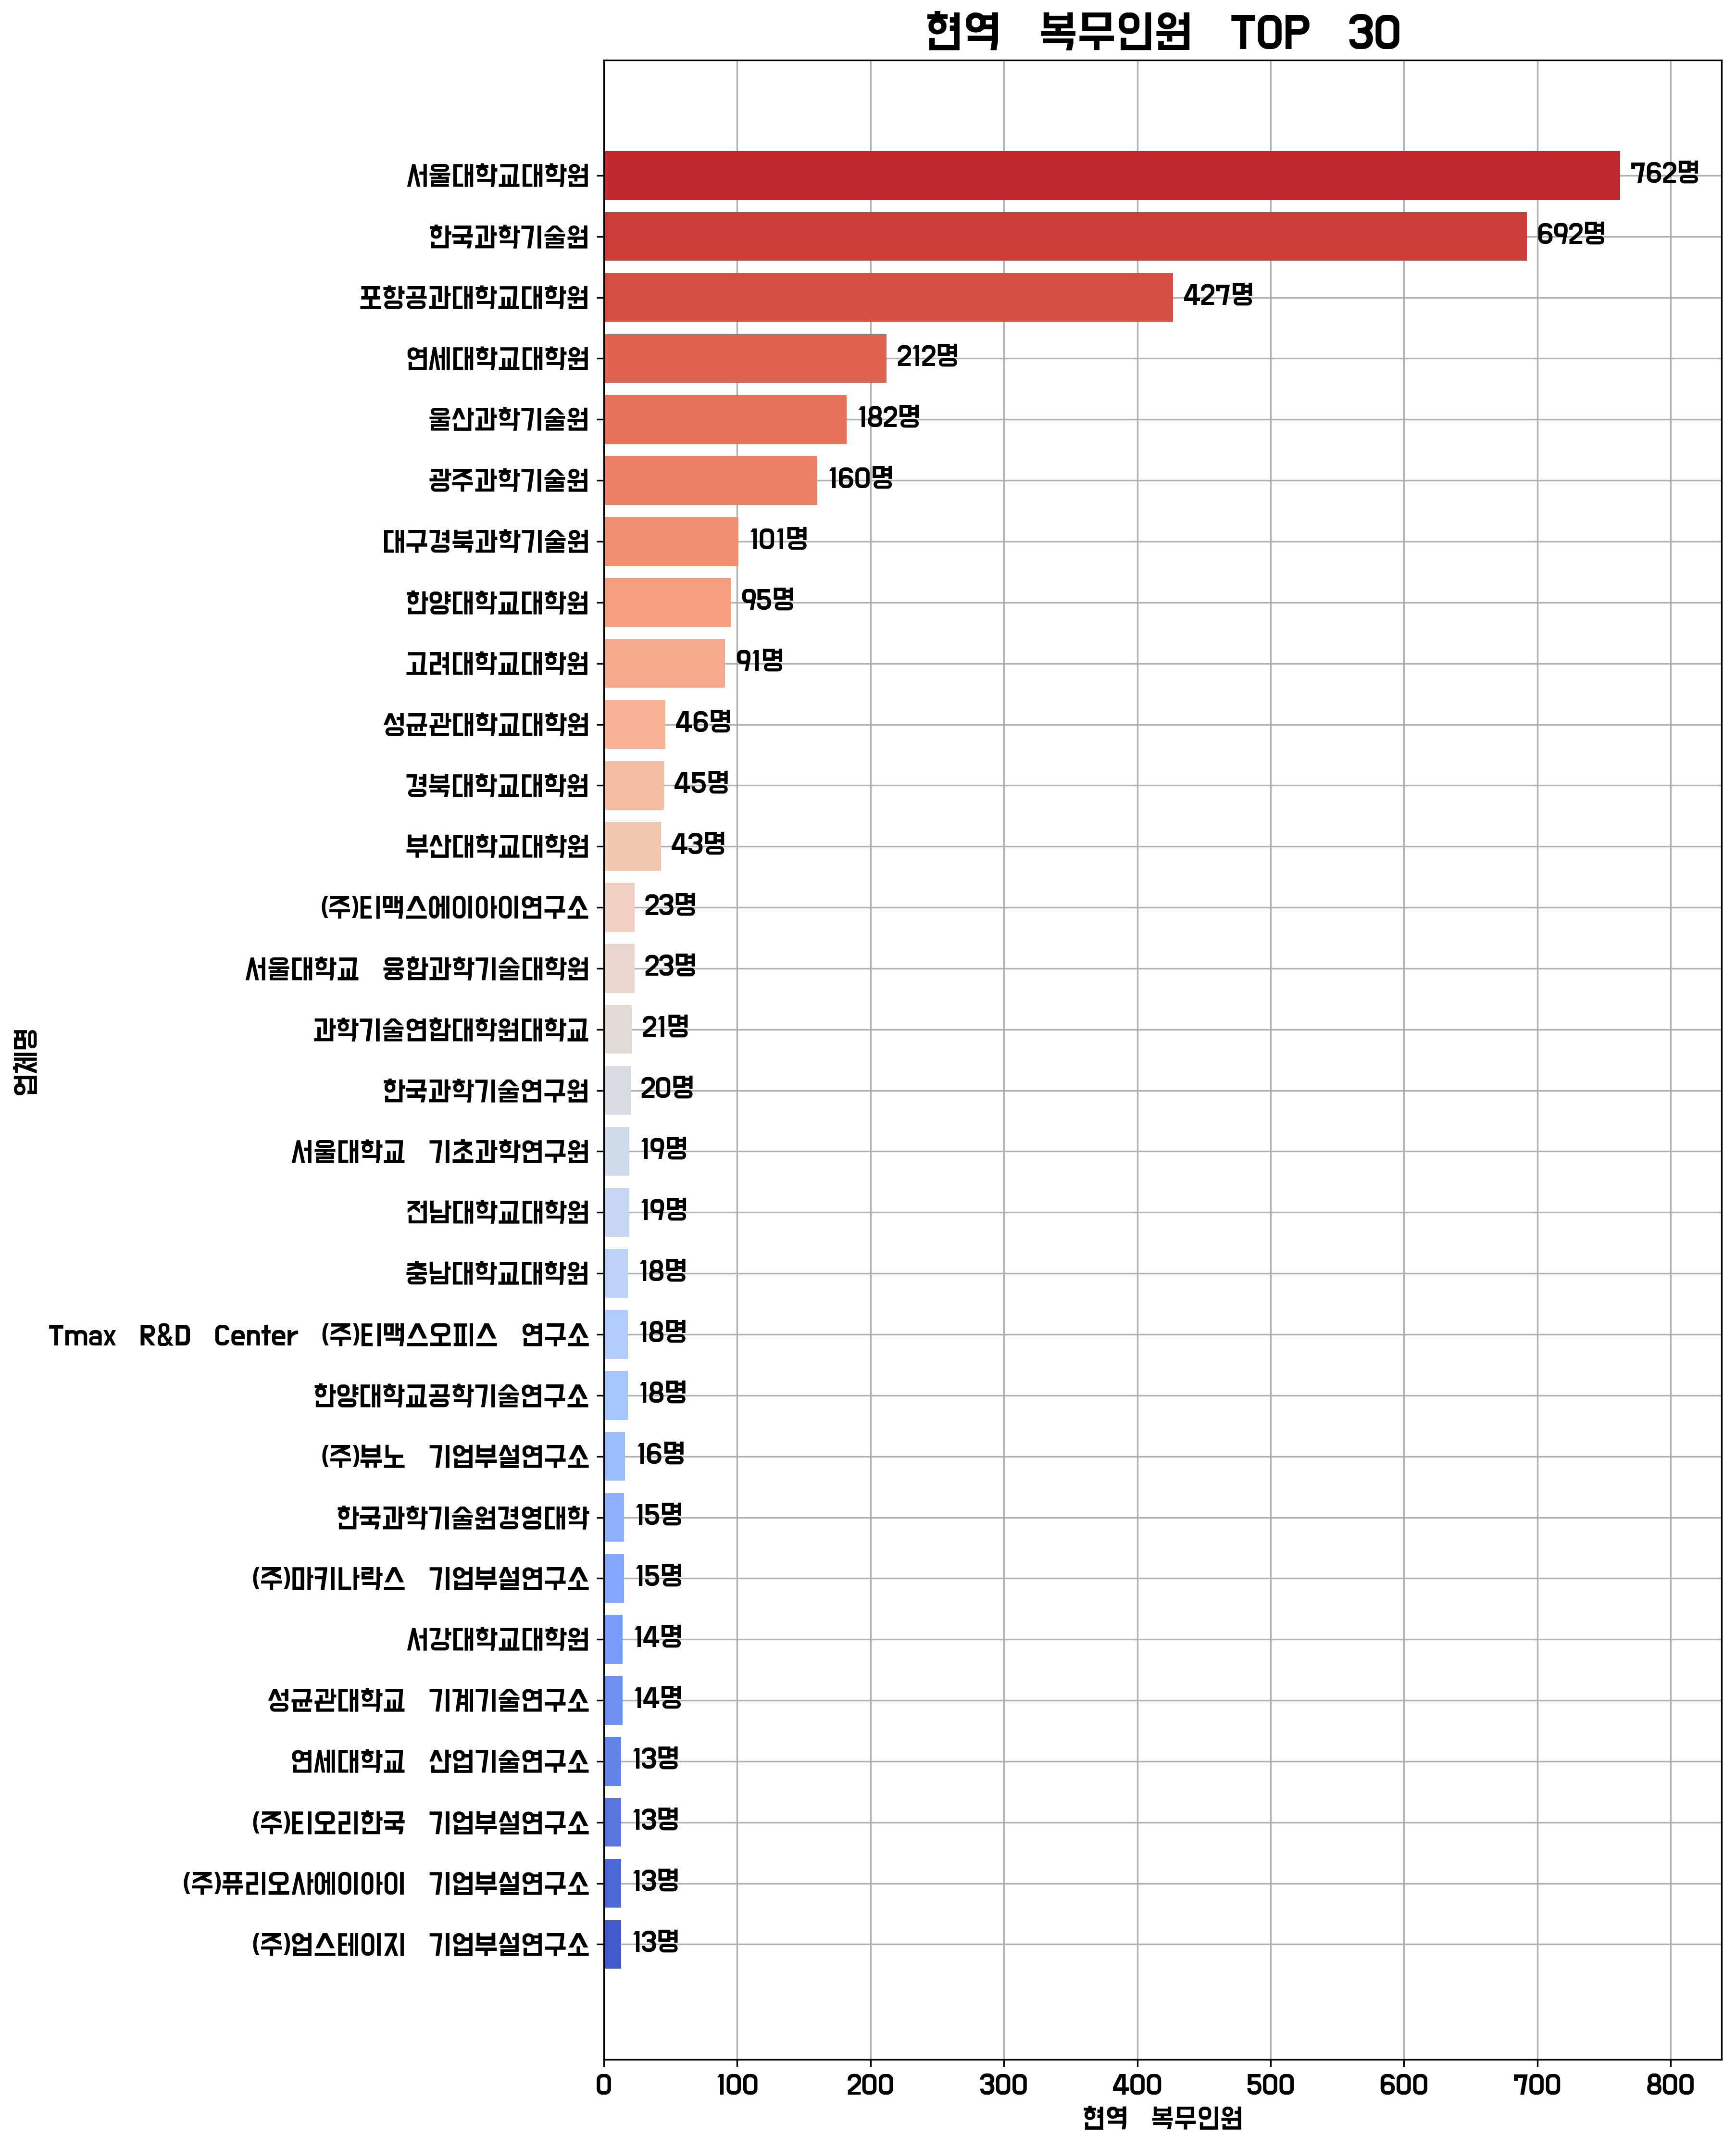 현역 복무인원 TOP 30
서울대학교대학원 762명
한국과학기술원 692명
포항공과대학교대학원 427명
연세대학교대학원 212명
울산과학기술원 182명
광주과학기술원 160명
대구경북과학기술원 101명
한양대학교대학원 95명
고려대학교대학원 91명
성균관대학교대학원 46명
경북대학교대학원 45명
부산대학교대학원 43명
(주)티맥스에이아이연구소 23명
서울대학교 융합과학기술대학원 23명
과학기술연합대학원대학교 21명
한국과학기술연구원 20명
서울대학교 기초과학연구원 19명
전남대학교대학원 19명
충남대학교대학원 18명
Tmax R&D Center (주)티맥스오피스 연구소 18명
한양대학교공학기술연구소 18명
(주)뷰노 기업부설연구소 16명
한국과학기술원경영대학 15명
(주)마키나락스 기업부설연구소 15명
서강대학교대학원 14명
성균관대학교 기계기술연구소 14명
연세대학교 산업기술연구소 13명
(주)티오리한국 기업부설연구소 13명
(주)퓨리오사에이아이 기업부설연구소 13명
(주)업스테이지 기업부설연구소 13명
업체명
0 100 200 300 400 500 600 700 800
현역 복무인원